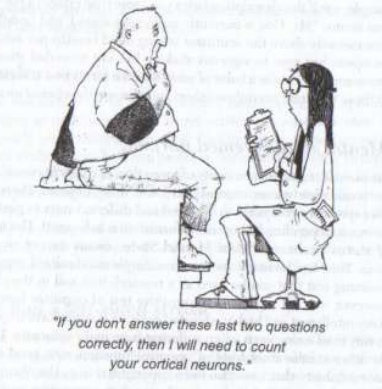 "If you don't answer these last two questions
correctly, then I will need to count
your cortical neurons."